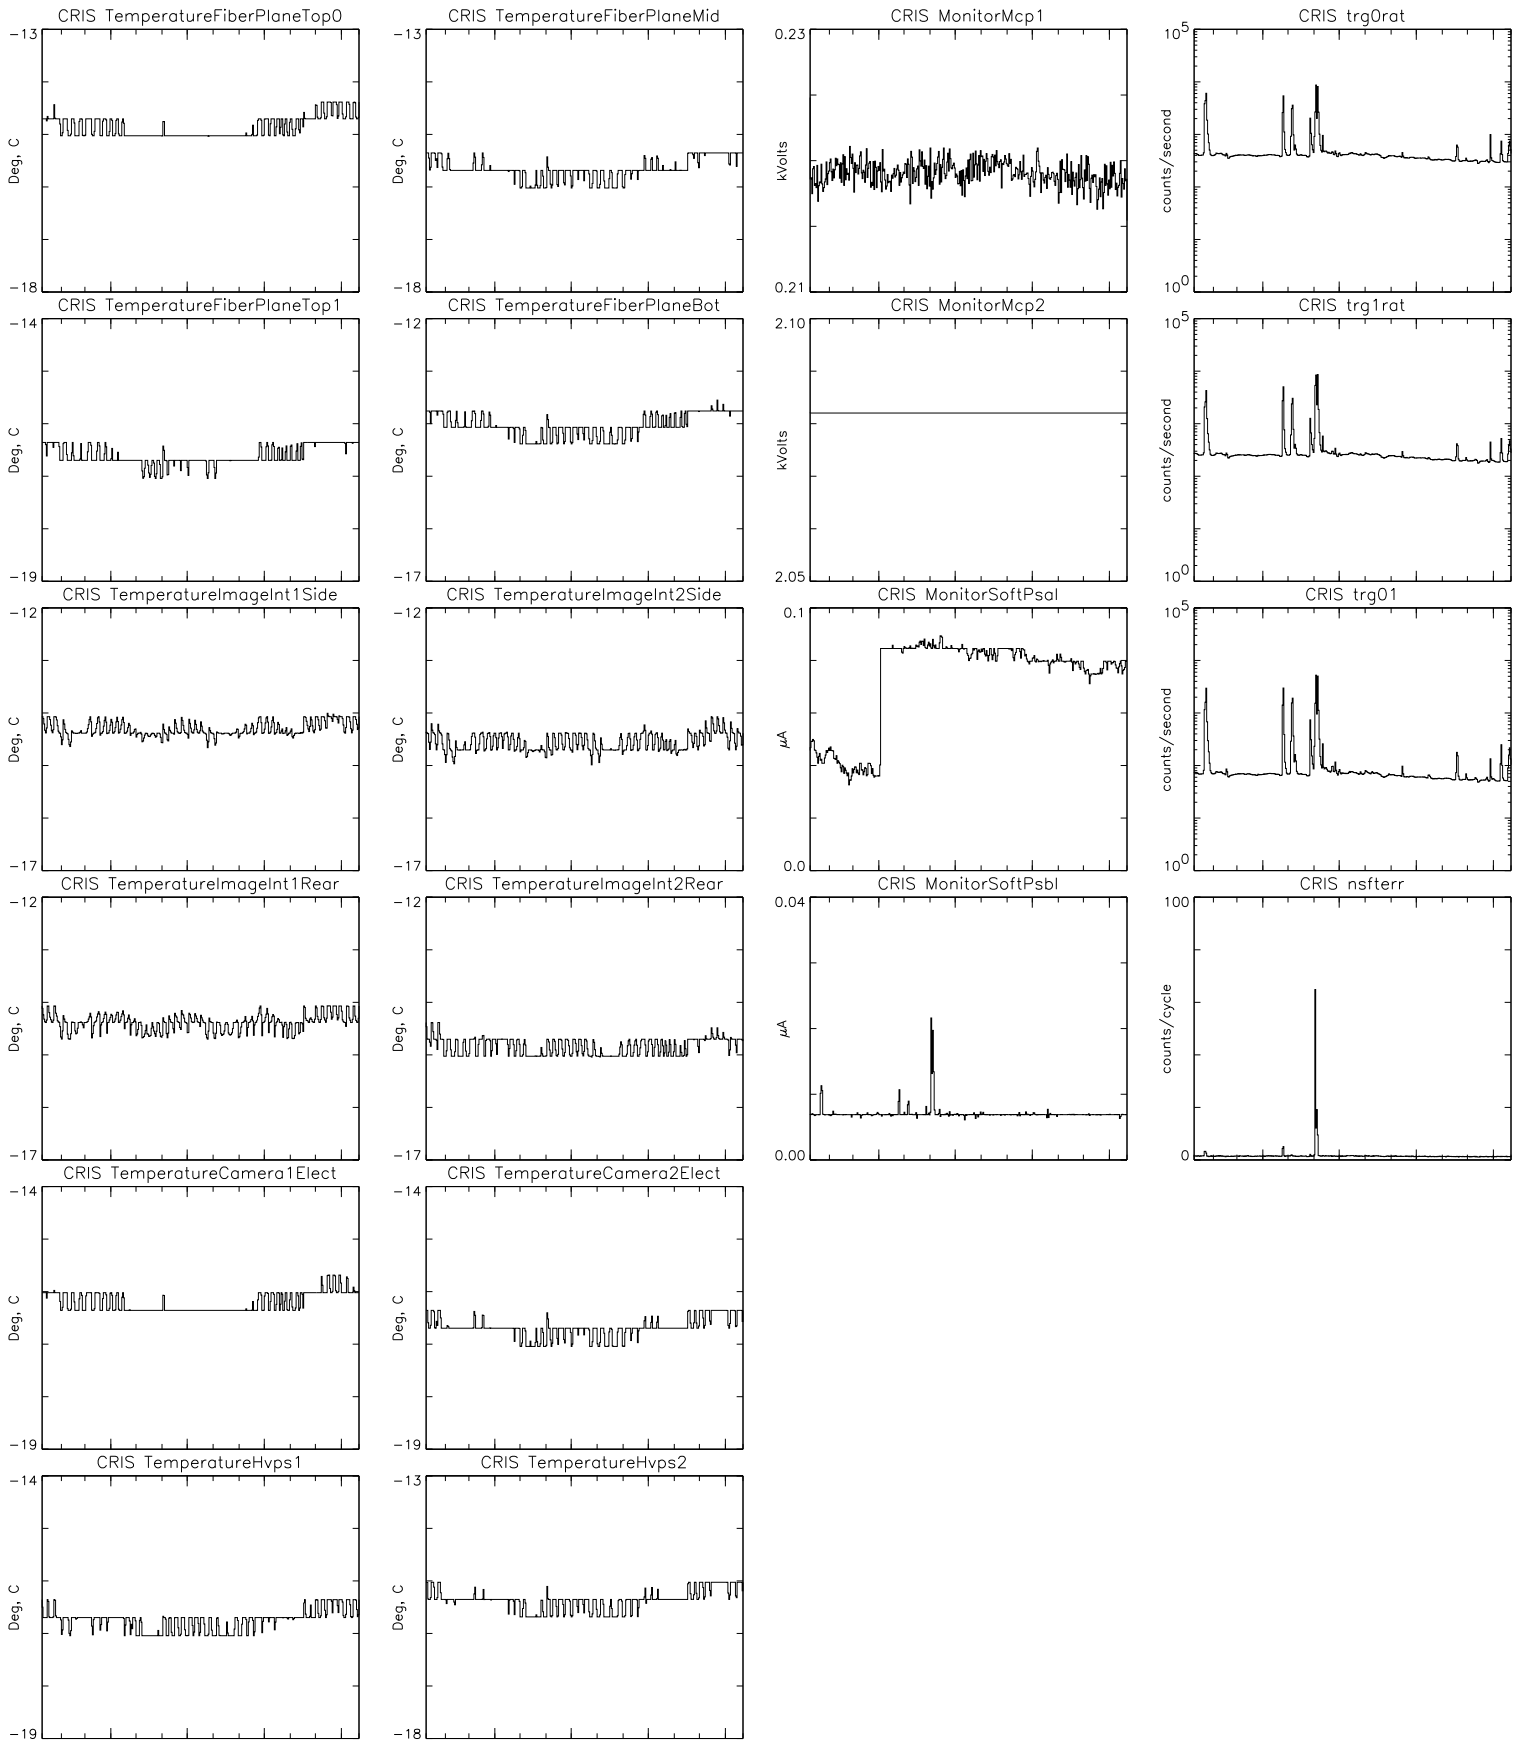 CRIS TemperatureFiberPlaneTop0
-13
Deg, C
-18
CRIS TemperatureFiberPlaneMid
-13
Deg, C
-18
CRIS MonitorMcp1
0.23
kVolts
0.21
CRIS trg0rat
10^5
counts/second
10^0
CRIS TemperatureFiberPlaneTop1
-14
Deg, C
-19
CRIS TemperatureFiberPlaneBot
-12
Deg, C
-17
CRIS MonitorMcp2
2.10
kVolts
2.05
CRIS trg1rat
10^5
counts/second
10^0
CRIS TemperatureImageInt1Side
-12
Deg, C
-17
CRIS TemperatureImageInt2Side
-12
Deg, C
-17
CRIS MonitorSoftPsaI
0.1
μA
0.0
CRIS trg01
10^5
counts/second
10^0
CRIS TemperatureImageInt1Rear
-12
Deg, C
-17
CRIS TemperatureImageInt2Rear
-12
Deg, C
-17
CRIS MonitorSoftPsbI
0.04
μA
0.00
CRIS nsfterr
100
counts/cycle
0
CRIS TemperatureCamera1Elect
-14
Deg, C
-19
CRIS TemperatureCamera2Elect
-14
Deg, C
-19
CRIS TemperatureHvps1
-14
Deg, C
-19
CRIS TemperatureHvps2
-13
Deg, C
-18